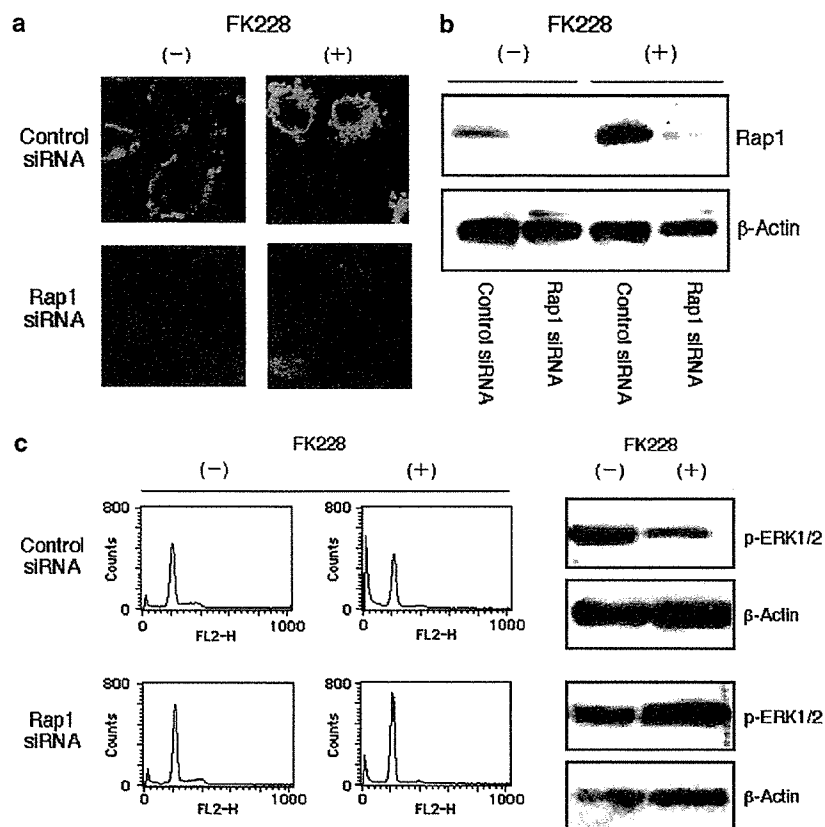 a
FK228
(−) (+)
Control
siRNA
Rap1
siRNA
b
FK228
(−) (+)
Rap1
β-Actin
Control siRNA
Rap1 siRNA
Control siRNA
Rap1 siRNA
c
FK228
(−) (+)
Control
siRNA
800
Counts
0
0 1000
FL2-H
800
Counts
0
0 1000
FL2-H
Rap1
siRNA
800
Counts
0
0 1000
FL2-H
800
Counts
0
0 1000
FL2-H
FK228
(−) (+)
p-ERK1/2
β-Actin
p-ERK1/2
β-Actin